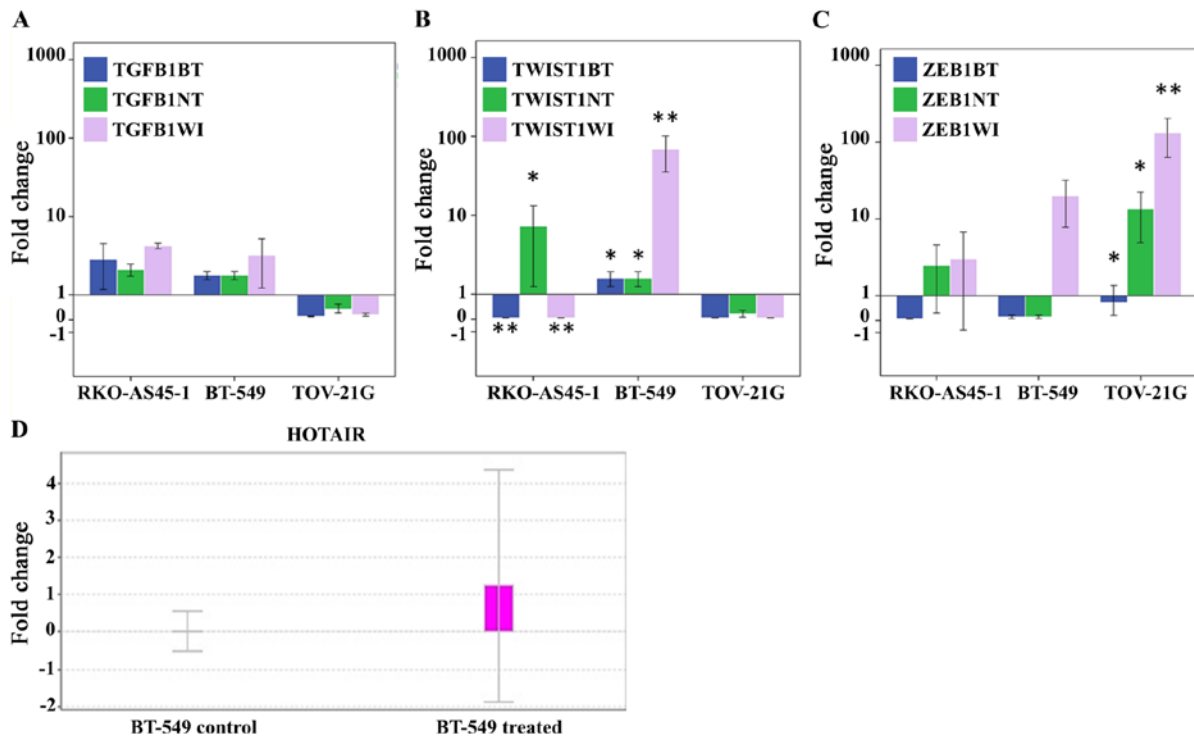 A
Fold change
1000
100
10
1
0
-1
TGFB1BT
TGFB1NT
TGFB1WI
RKO-AS45-1 BT-549 TOV-21G
B
Fold change
1000
100
10
1
0
-1
TWIST1BT
TWIST1NT
TWIST1WI
**
*
* *
** **
RKO-AS45-1 BT-549 TOV-21G
C
Fold change
1000
100
10
1
0
-1
ZEB1BT
ZEB1NT
ZEB1WI
**
*
*
RKO-AS45-1 BT-549 TOV-21G
D
HOTAIR
Fold change
4
3
2
1
0
-1
-2
BT-549 control BT-549 treated